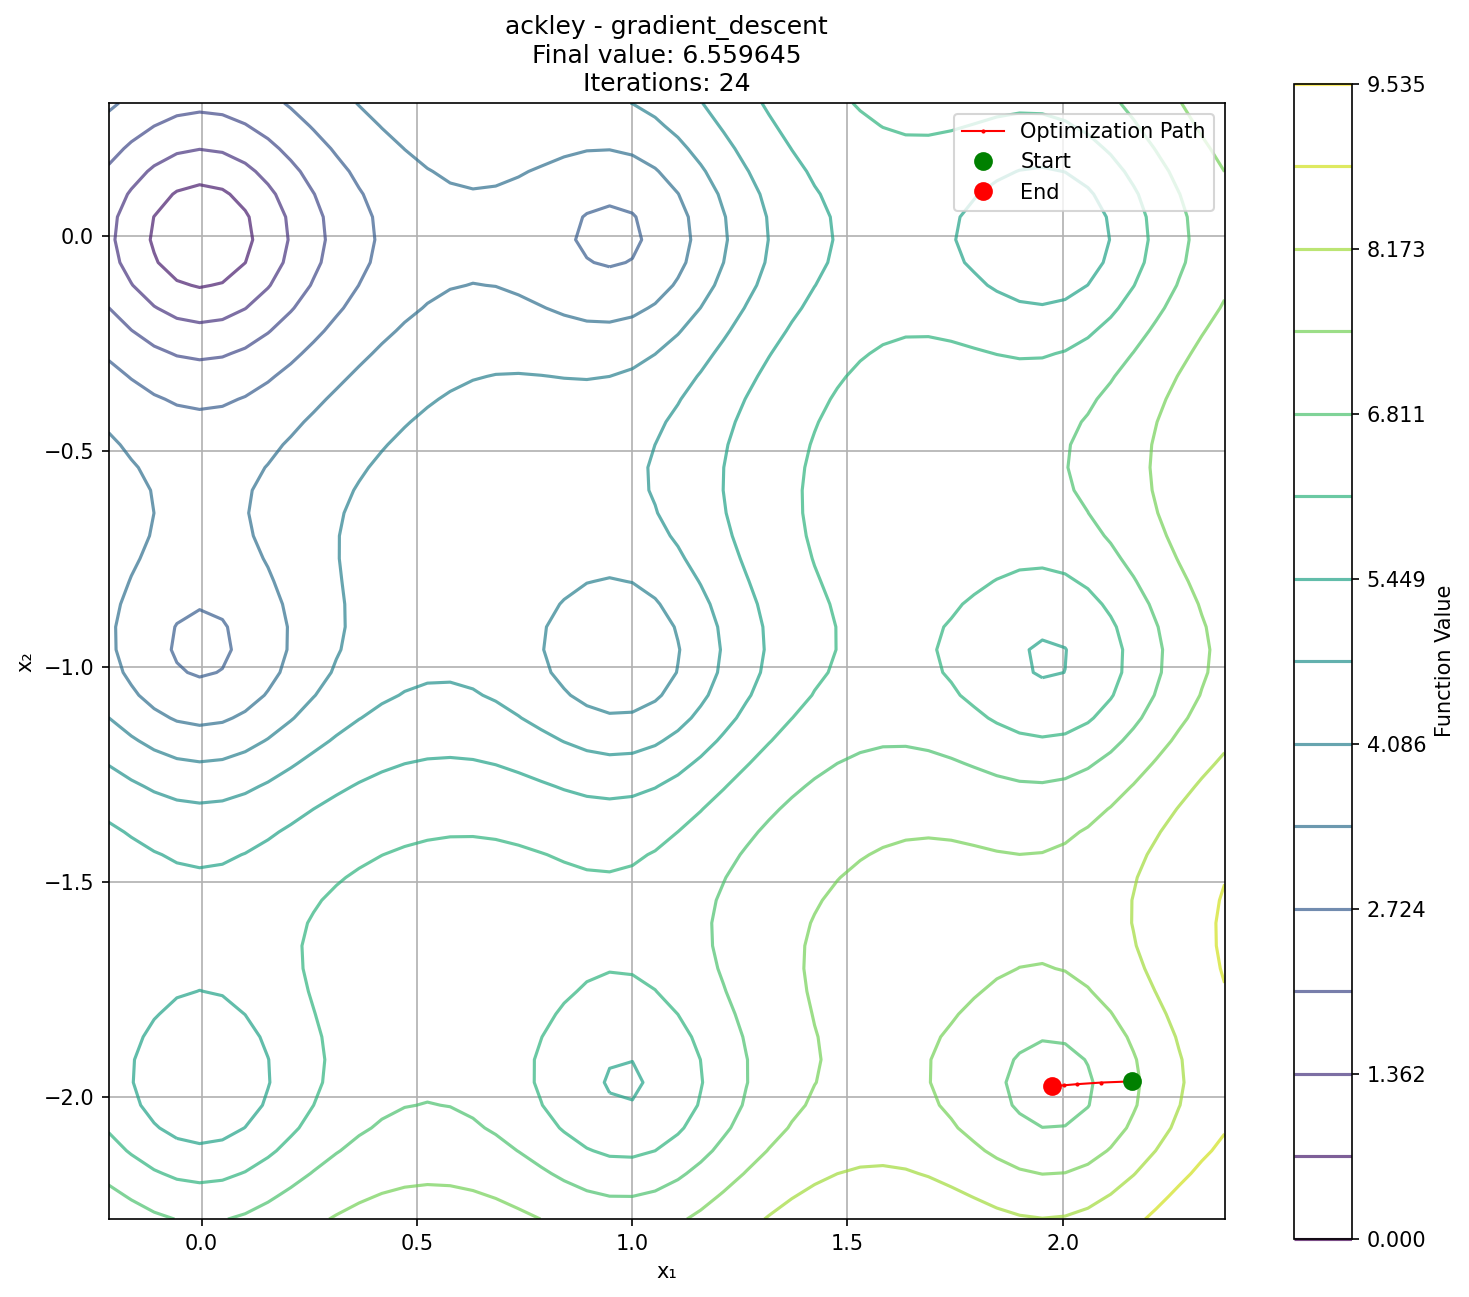 ackley - gradient_descent
Final value: 6.559645
Iterations: 24
Optimization Path
Start
End
0.0
−0.5
−1.0
−1.5
−2.0
x₂
0.0
0.5
1.0
1.5
2.0
x₁
9.535
8.173
6.811
5.449
4.086
2.724
1.362
0.000
Function Value